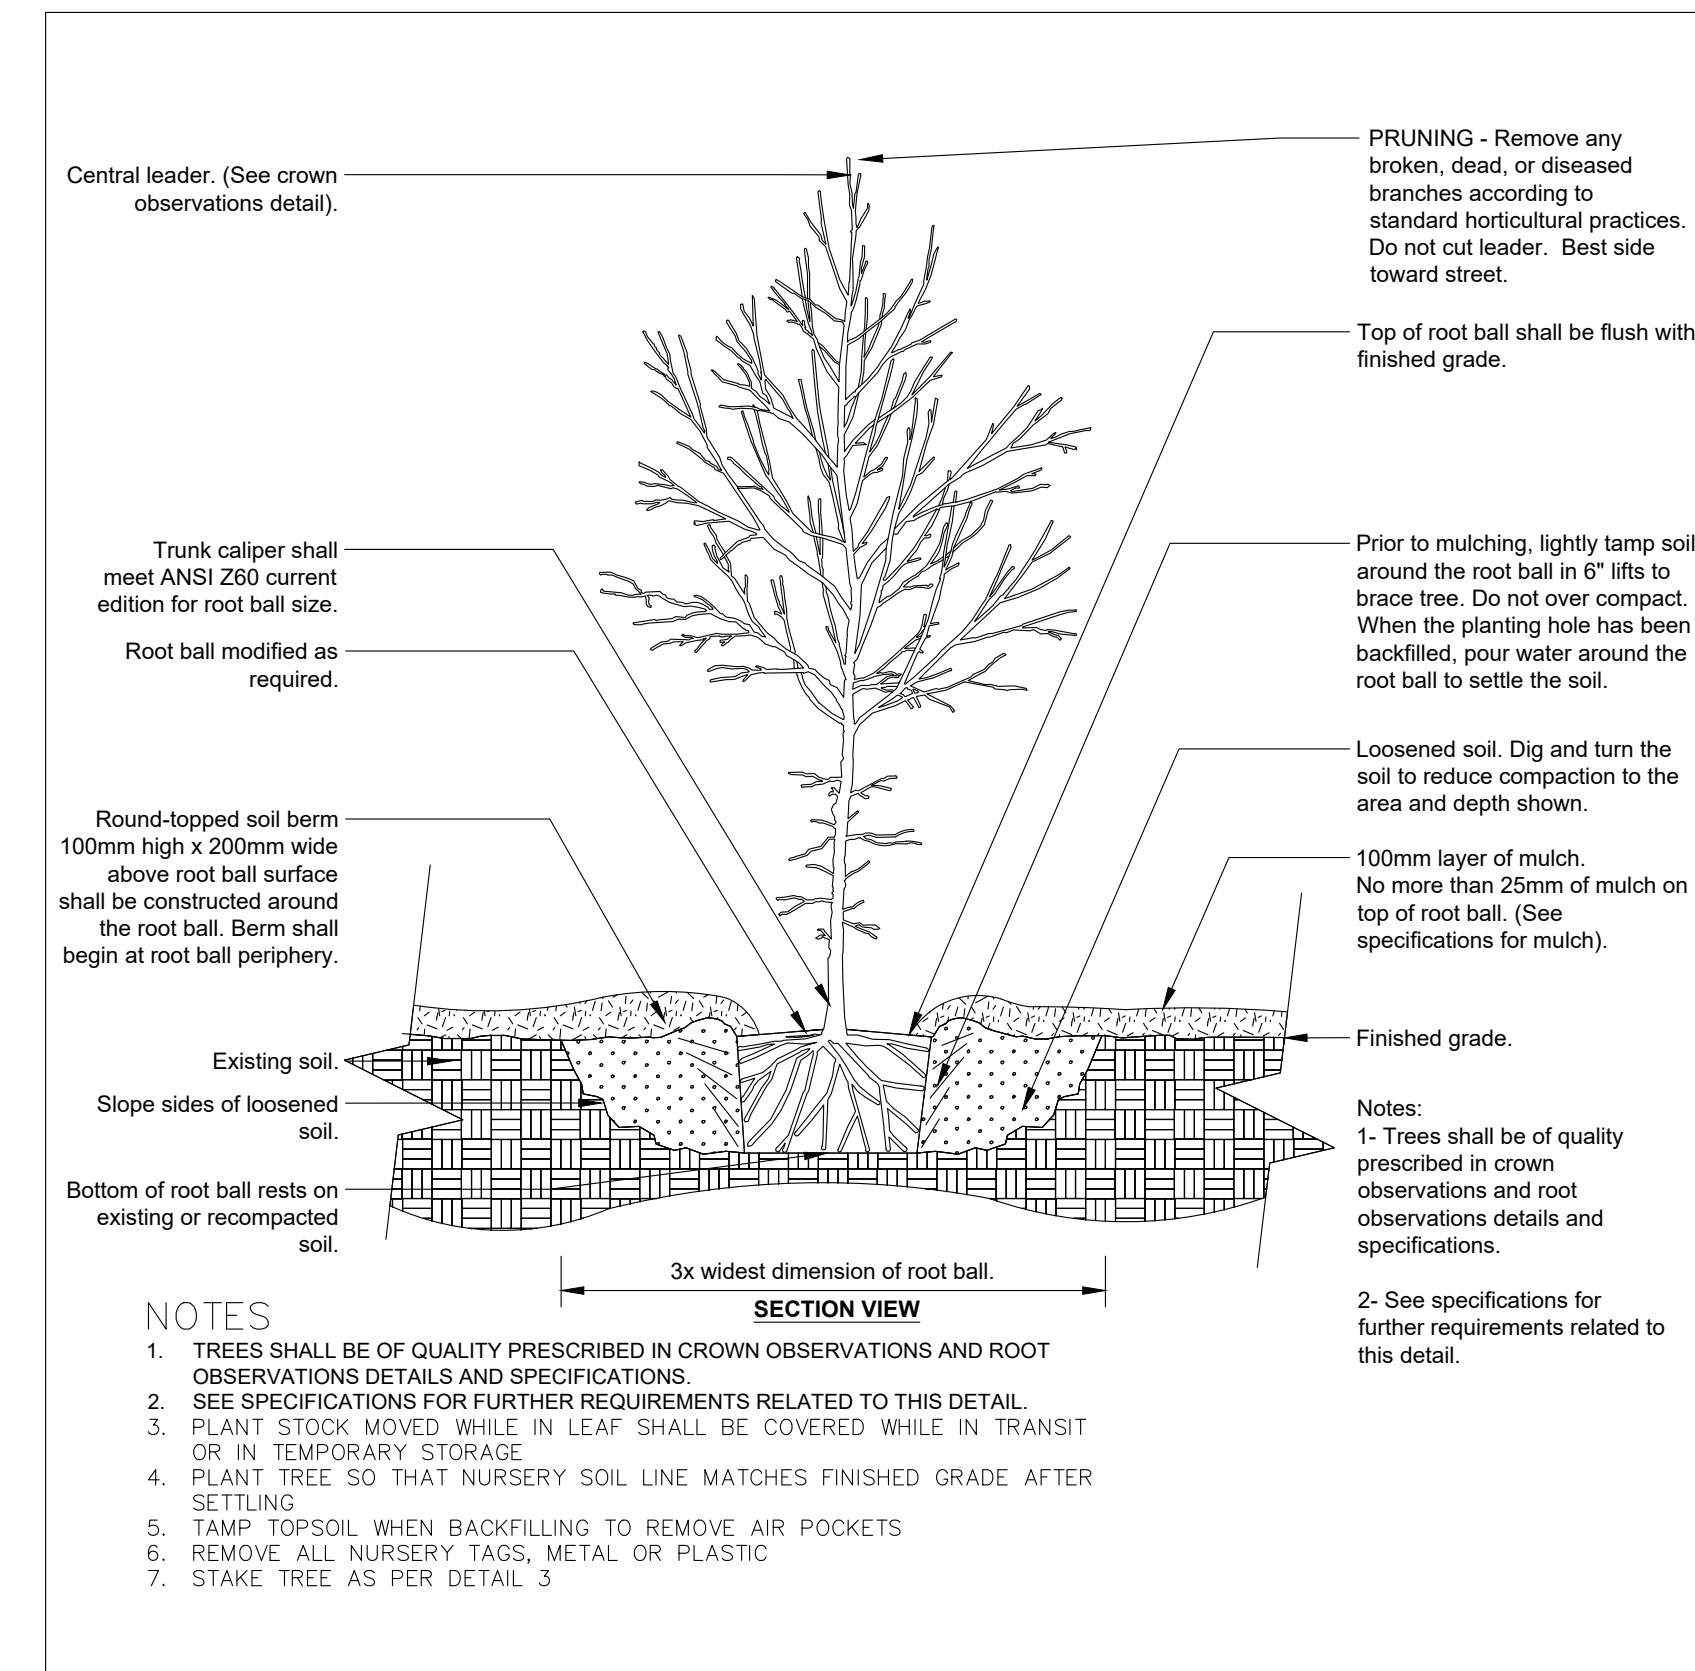 Central leader. (See crown
observations detail).
Trunk caliper shall
meet ANSI Z60 current
edition for root ball size.
Root ball modified as
required.
Round-topped soil berm
100mm high x 200mm wide
above root ball surface
shall be constructed around
the root ball. Berm shall
begin at root ball periphery.
Existing soil.
Slope sides of loosened
soil.
Bottom of root ball rests on
existing or recompacted
soil.
PRUNING - Remove any
broken, dead, or diseased
branches according to
standard horticultural practices.
Do not cut leader. Best side
toward street.
Top of root ball shall be flush with
finished grade.
Prior to mulching, lightly tamp soil
around the root ball in 6" lifts to
brace tree. Do not over compact.
When the planting hole has been
backfilled, pour water around the
root ball to settle the soil.
Loosened soil. Dig and turn the
soil to reduce compaction to the
area and depth shown.
100mm layer of mulch.
No more than 25mm of mulch on
top of root ball. (See
specifications for mulch).
Finished grade.
Notes:
1- Trees shall be of quality
prescribed in crown
observations and root
observations details and
specifications.
2- See specifications for
further requirements related to
this detail.
3x widest dimension of root ball.
SECTION VIEW
NOTES
1. TREES SHALL BE OF QUALITY PRESCRIBED IN CROWN OBSERVATIONS AND ROOT
OBSERVATIONS DETAILS AND SPECIFICATIONS.
2. SEE SPECIFICATIONS FOR FURTHER REQUIREMENTS RELATED TO THIS DETAIL.
3. PLANT STOCK MOVED WHILE IN LEAF SHALL BE COVERED WHILE IN TRANSIT
OR IN TEMPORARY STORAGE
4. PLANT TREE SO THAT NURSERY SOIL LINE MATCHES FINISHED GRADE AFTER
SETTLING
5. TAMP TOPSOIL WHEN BACKFILLING TO REMOVE AIR POCKETS
6. REMOVE ALL NURSERY TAGS, METAL OR PLASTIC
7. STAKE TREE AS PER DETAIL 3